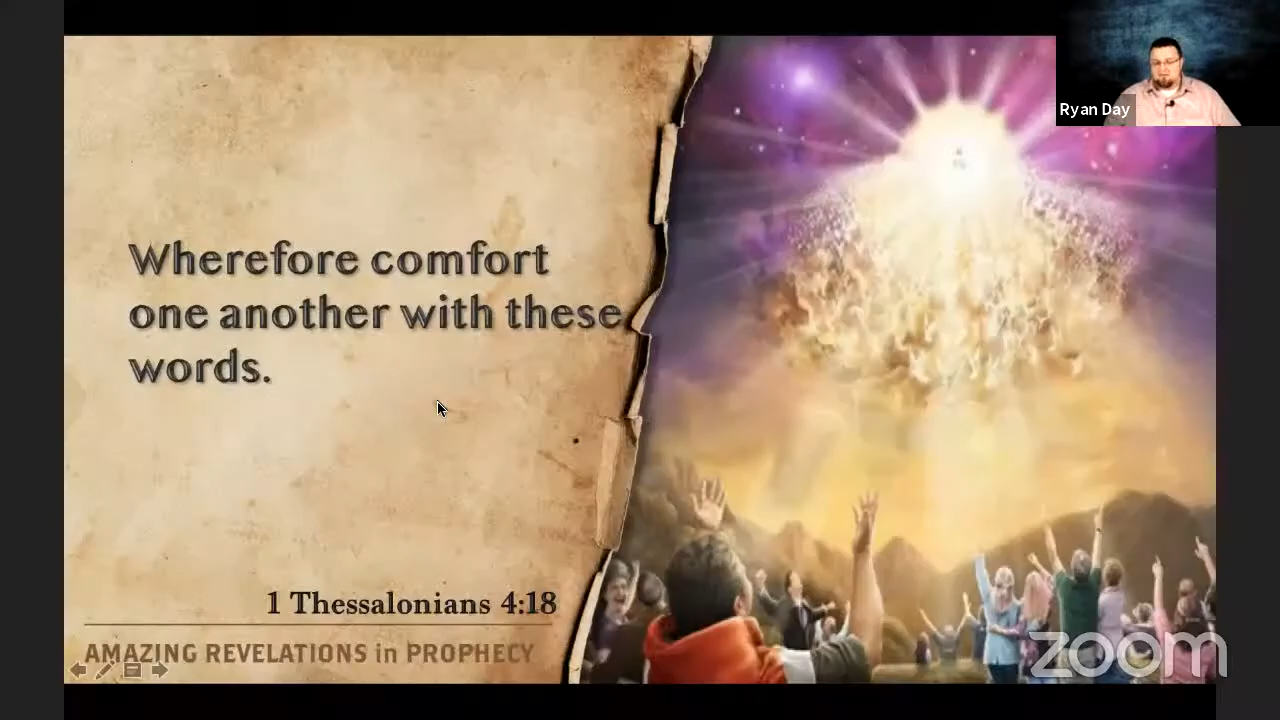 Ryan Day
Wherefore comfort
one another with these
words.
1 Thessalonians 4:18
AMAZING REVELATIONS in PROPHECY
zoom